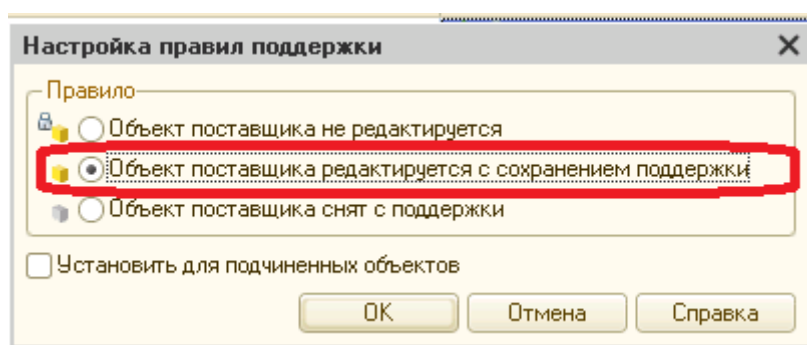 Настройка правил поддержки
Правило
Объект поставщика не редактируется
Объект поставщика редактируется с сохранением поддержки
Объект поставщика снят с поддержки
Установить для подчиненных объектов
OK Отмена Справка